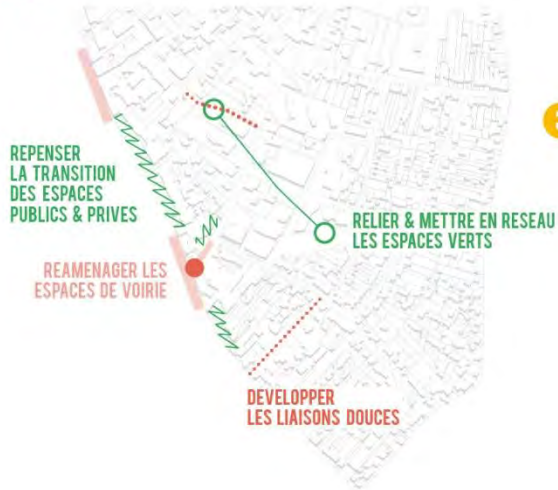 REPENSER
LA TRANSITION
DES ESPACES
PUBLICS & PRIVES
RELIER & METTRE EN RESEAU
LES ESPACES VERTS
REAMENAGER LES
ESPACES DE VOIRIE
DEVELOPPER
LES LIAISONS DOUCES